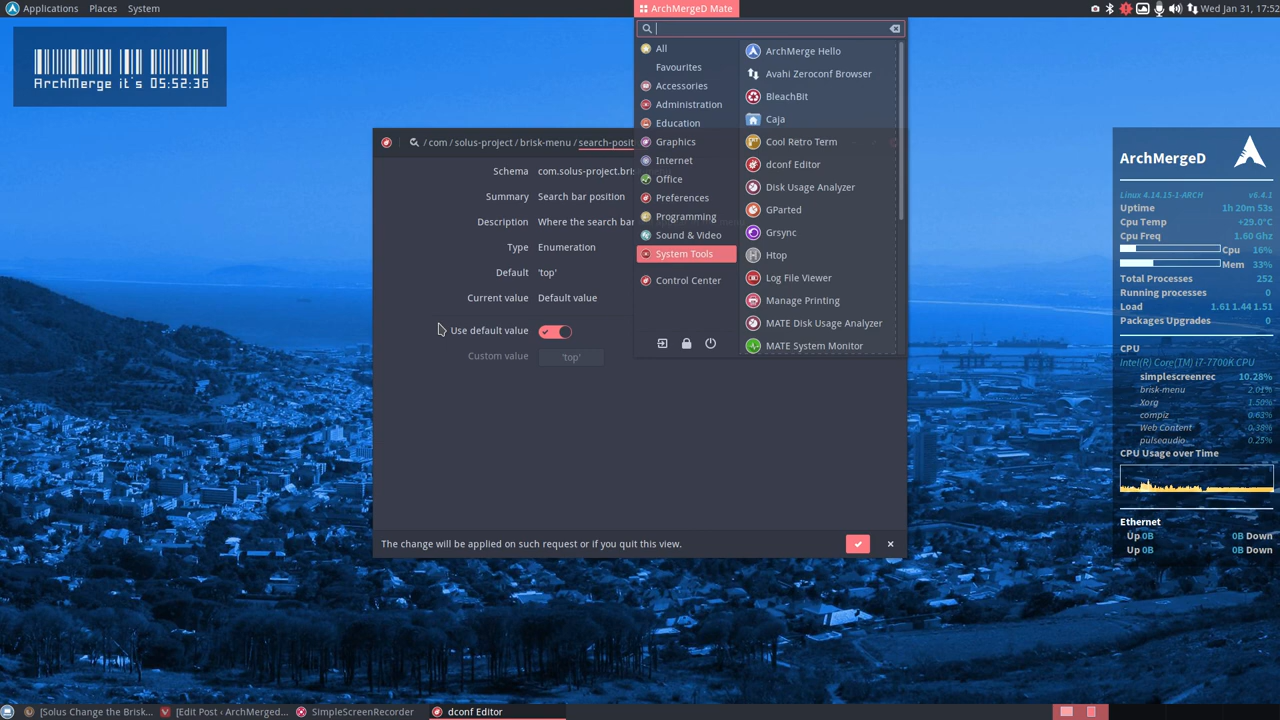 Applications Places System
ArchMergeD Mate
Wed Jan 31, 17:52
ArchMerge it's 05:52:36
All
Favourites
Accessories
Administration
Education
Graphics
Internet
Office
Preferences
Programming
Sound & Video
System Tools
Control Center
ArchMerge Hello
Avahi Zeroconf Browser
BleachBit
Caja
Cool Retro Term
dconf Editor
Disk Usage Analyzer
GParted
Grsync
Htop
Log File Viewer
Manage Printing
MATE Disk Usage Analyzer
MATE System Monitor
/ com / solus-project / brisk-menu / search-posit
Schema com.solus-project.bris
Summary Search bar position
Description Where the search bar
Type Enumeration
Default 'top'
Current value Default value
Use default value
Custom value 'top'
The change will be applied on such request or if you quit this view.
ArchMergeD
Linux 4.14.15-1-ARCH v6.4.1
Uptime 1h 20m 53s
Cpu Temp +29.0°C
Cpu Freq 1.60 Ghz
Cpu 16%
Mem 33%
Total Processes 252
Running processes 0
Load 1.61 1.44 1.51
Packages Upgrades 0
CPU
Intel(R) Core(TM) i7-7700K CPU
simplescreenrec 10.28%
brisk-menu 2.01%
Xorg 1.50%
compiz 0.63%
Web Content 0.38%
pulseaudio 0.25%
CPU Usage over Time
Ethernet
Up 0B 0B Down
Up 0B 0B Down
[Solus Change the Brisk... [Edit Post ‹ ArchMerged... SimpleScreenRecorder dconf Editor